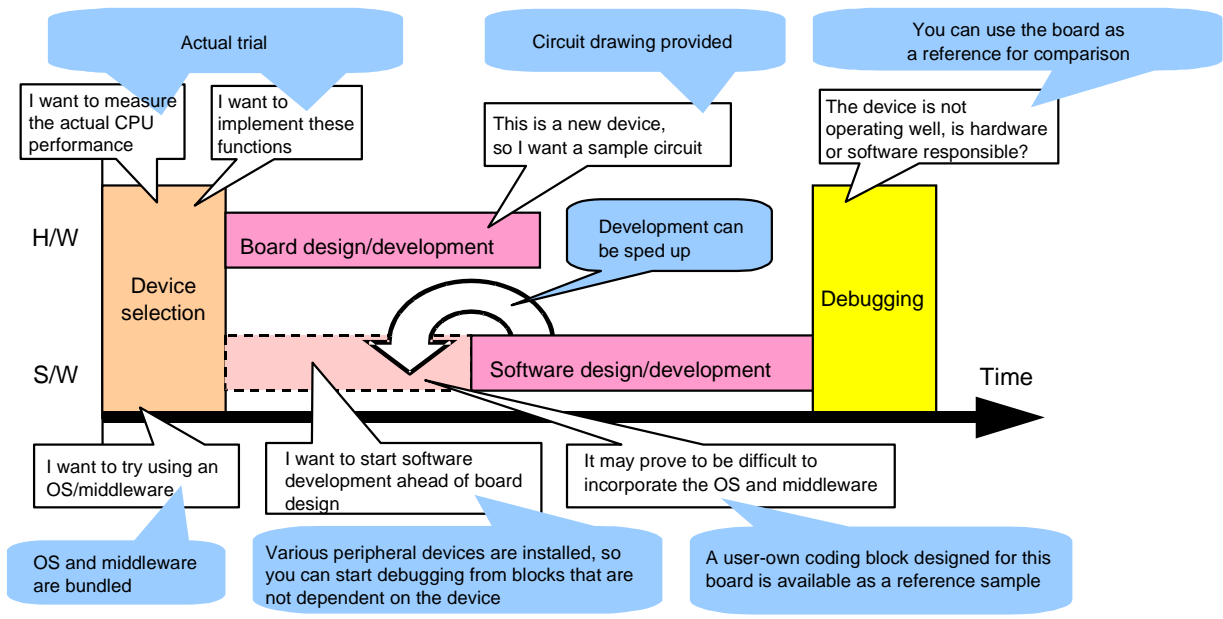 Actual trial
Circuit drawing provided
You can use the board as
a reference for comparison
I want to measure
the actual CPU
performance
I want to
implement these
functions
This is a new device,
so I want a sample circuit
The device is not
operating well, is hardware
or software responsible?
H/W
Board design/development
Development can
be sped up
Device
selection
Debugging
S/W
Software design/development
Time
I want to try using an
OS/middleware
I want to start software
development ahead of board
design
It may prove to be difficult to
incorporate the OS and middleware
OS and middleware
are bundled
Various peripheral devices are installed, so
you can start debugging from blocks that are
not dependent on the device
A user-own coding block designed for this
board is available as a reference sample